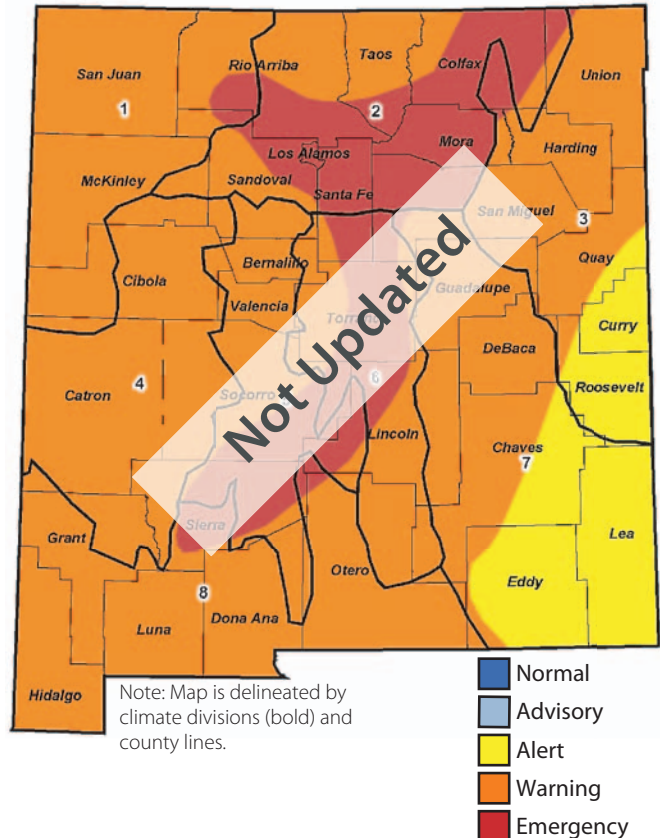 San Juan
Rio Arriba
Taos
Colfax
Union
1
2
Mora
Harding
Los Alamos
McKinley
Sandoval
Santa Fe
San Miguel
3
Quay
Bernalillo
Cibola
Guadalupe
Valencia
Curry
DeBaca
Not Updated
Catron
4
6
Roosevelt
Socorro
Lincoln
Chaves
7
Sierra
Grant
Lea
Otero
Eddy
8
Luna
Dona Ana
Hidalgo
Note: Map is delineated by
climate divisions (bold) and
county lines.
Normal
Advisory
Alert
Warning
Emergency